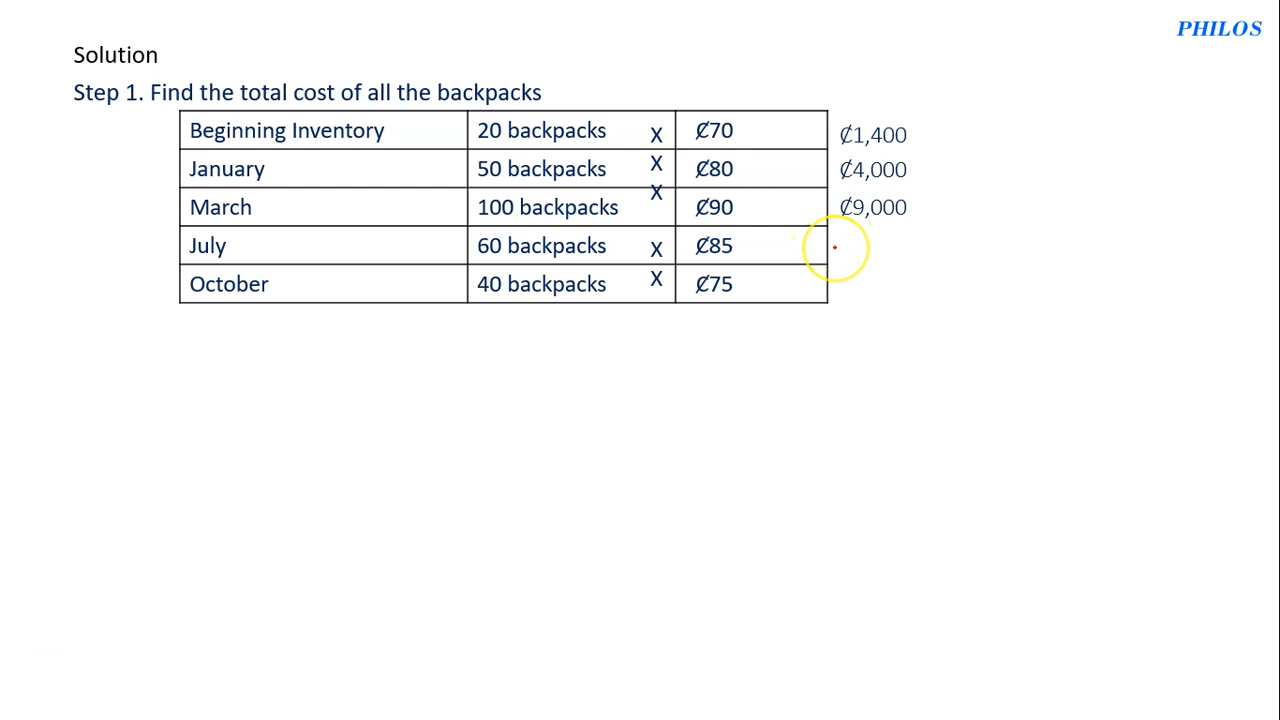 PHILOS
Solution
Step 1. Find the total cost of all the backpacks
Beginning Inventory 20 backpacks X ₵70 ₵1,400
January 50 backpacks X ₵80 ₵4,000
March 100 backpacks X ₵90 ₵9,000
July 60 backpacks X ₵85
October 40 backpacks X ₵75